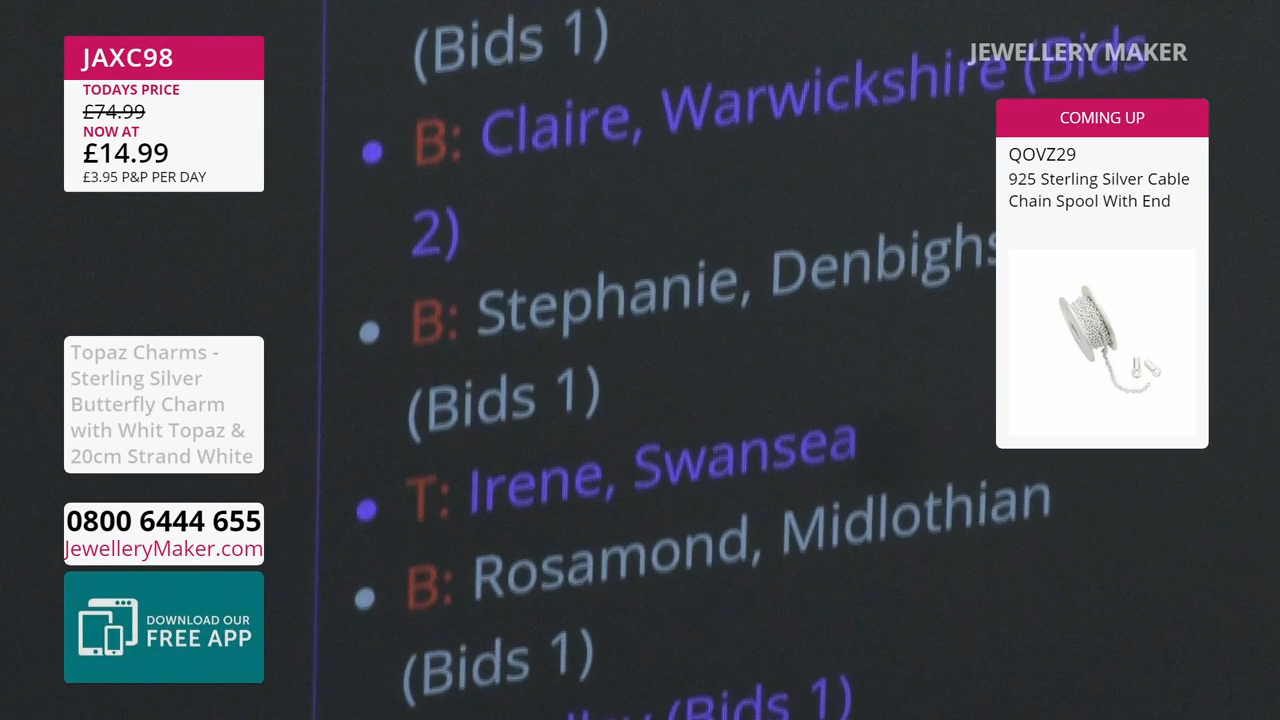 JAXC98
TODAYS PRICE
£74.99
NOW AT
£14.99
£3.95 P&P PER DAY
Topaz Charms -
Sterling Silver
Butterfly Charm
with Whit Topaz &
20cm Strand White
0800 6444 655
JewelleryMaker.com
DOWNLOAD OUR
FREE APP
(Bids 1)
B: Claire, Warwickshire (Bids
2)
B: Stephanie,
(Bids 1)
T: Irene, Swansea
B: Rosamond, Midlothian
(Bids 1)
(Bids 1)
JEWELLERY MAKER
COMING UP
QOVZ29
925 Sterling Silver Cable
Chain Spool With End